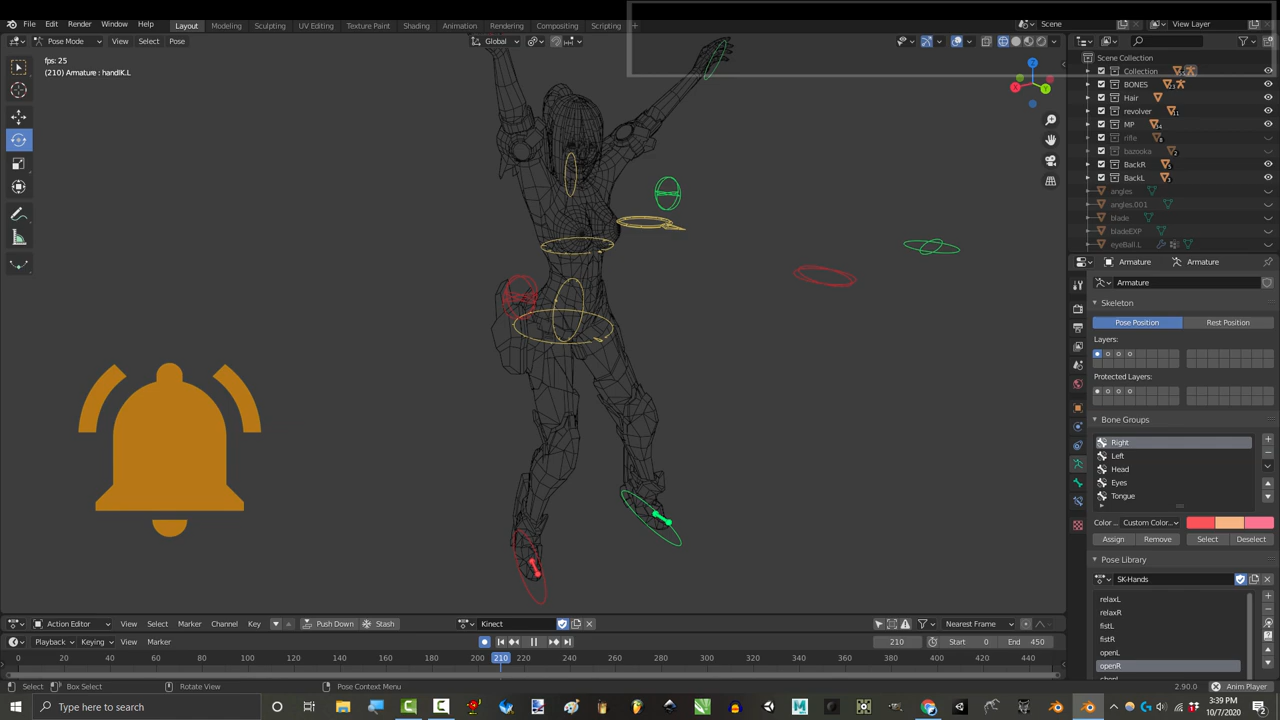 File Edit Render Window Help Layout Modeling Sculpting UV Editing Texture Paint Shading Animation Rendering Compositing Scripting + Scene View Layer
Pose Mode View Select Pose Global
fps: 25
(210) Armature : handIK.L
Z
X
Y
Scene Collection
Collection
BONES
Hair
revolver
MP
rifle
bazooka
BackR
BackL
angles
angles.001
blade
bladeEXP
eyeBall.L
Armature Armature
Armature
Skeleton
Pose Position Rest Position
Layers:
Protected Layers:
Bone Groups
Right
Left
Head
Eyes
Tongue
Color ... Custom Color...
Assign Remove Select Deselect
Pose Library
SK-Hands
relaxL
relaxR
fistL
fistR
openL
openR
Action Editor View Select Marker Channel Key Push Down Stash Kinect Nearest Frame
Playback Keying View Marker 210 Start 0 End 450
0 20 40 60 80 100 120 140 160 180 200 210 220 240 260 280 300 320 340 360 380 400 420 440
Select Box Select Rotate View Pose Context Menu 2.90.0 Anim Player
Type here to search
3:39 PM
10/7/2020